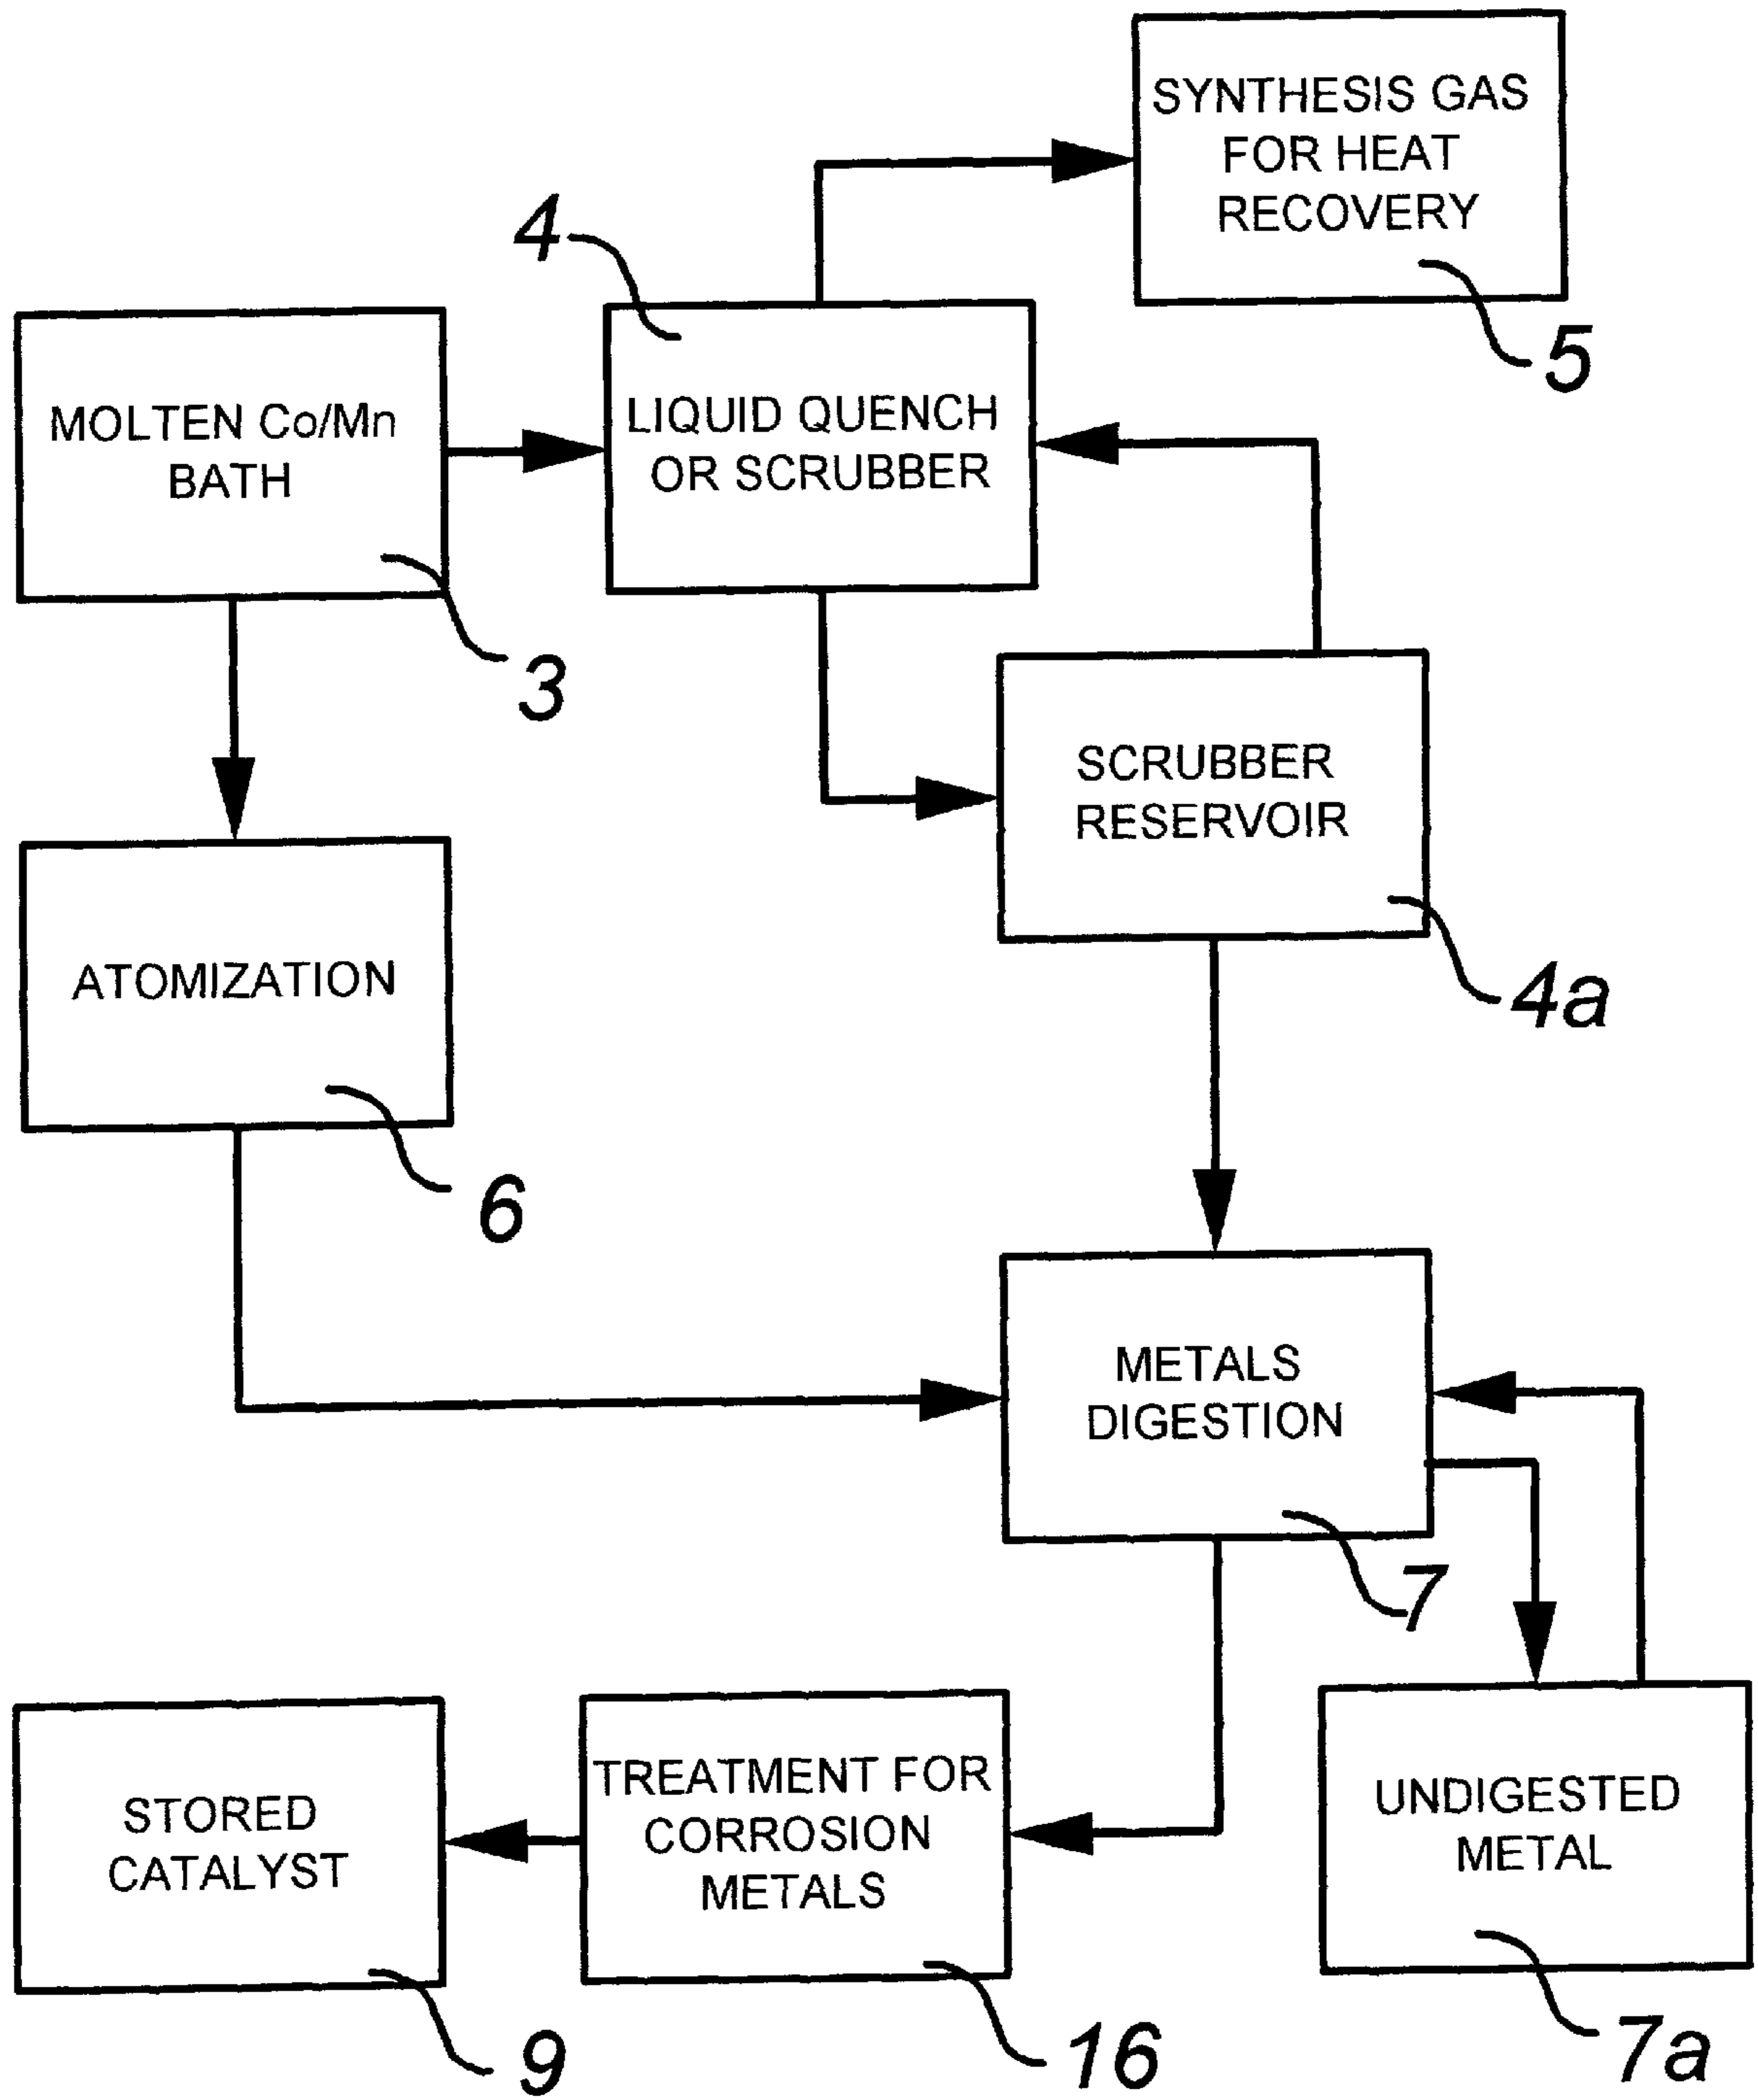 SYNTHESIS GAS
FOR HEAT
RECOVERY
5
4
LIQUID QUENCH
OR SCRUBBER
MOLTEN Co/Mn
BATH
3
SCRUBBER
RESERVOIR
4a
ATOMIZATION
6
METALS
DIGESTION
7
UNDIGESTED
METAL
7a
TREATMENT FOR
CORROSION
METALS
16
STORED
CATALYST
9